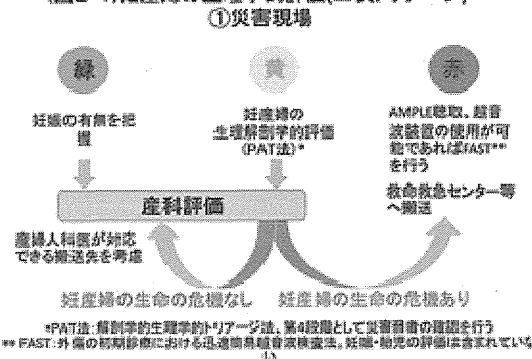 ①災害現場
緑
黄
赤
妊娠の有無を把
握
妊産婦の
生理解剖学的評価
(PAT法)*
AMPLE聴取、超音
波装置の使用が可
能であればFAST**
を行う
救命救急センター等
へ搬送
産科評価
産婦人科医が対応
できる搬送先を考慮
妊産婦の生命の危機なし
妊産婦の生命の危機あり
*PAT法:解剖学的生理学的トリアージ法、第4段階として災害弱者の確認を行う
** FAST:外傷の初期診療における迅速簡易超音波検査法。妊娠・胎児の評価は含まれていな
い